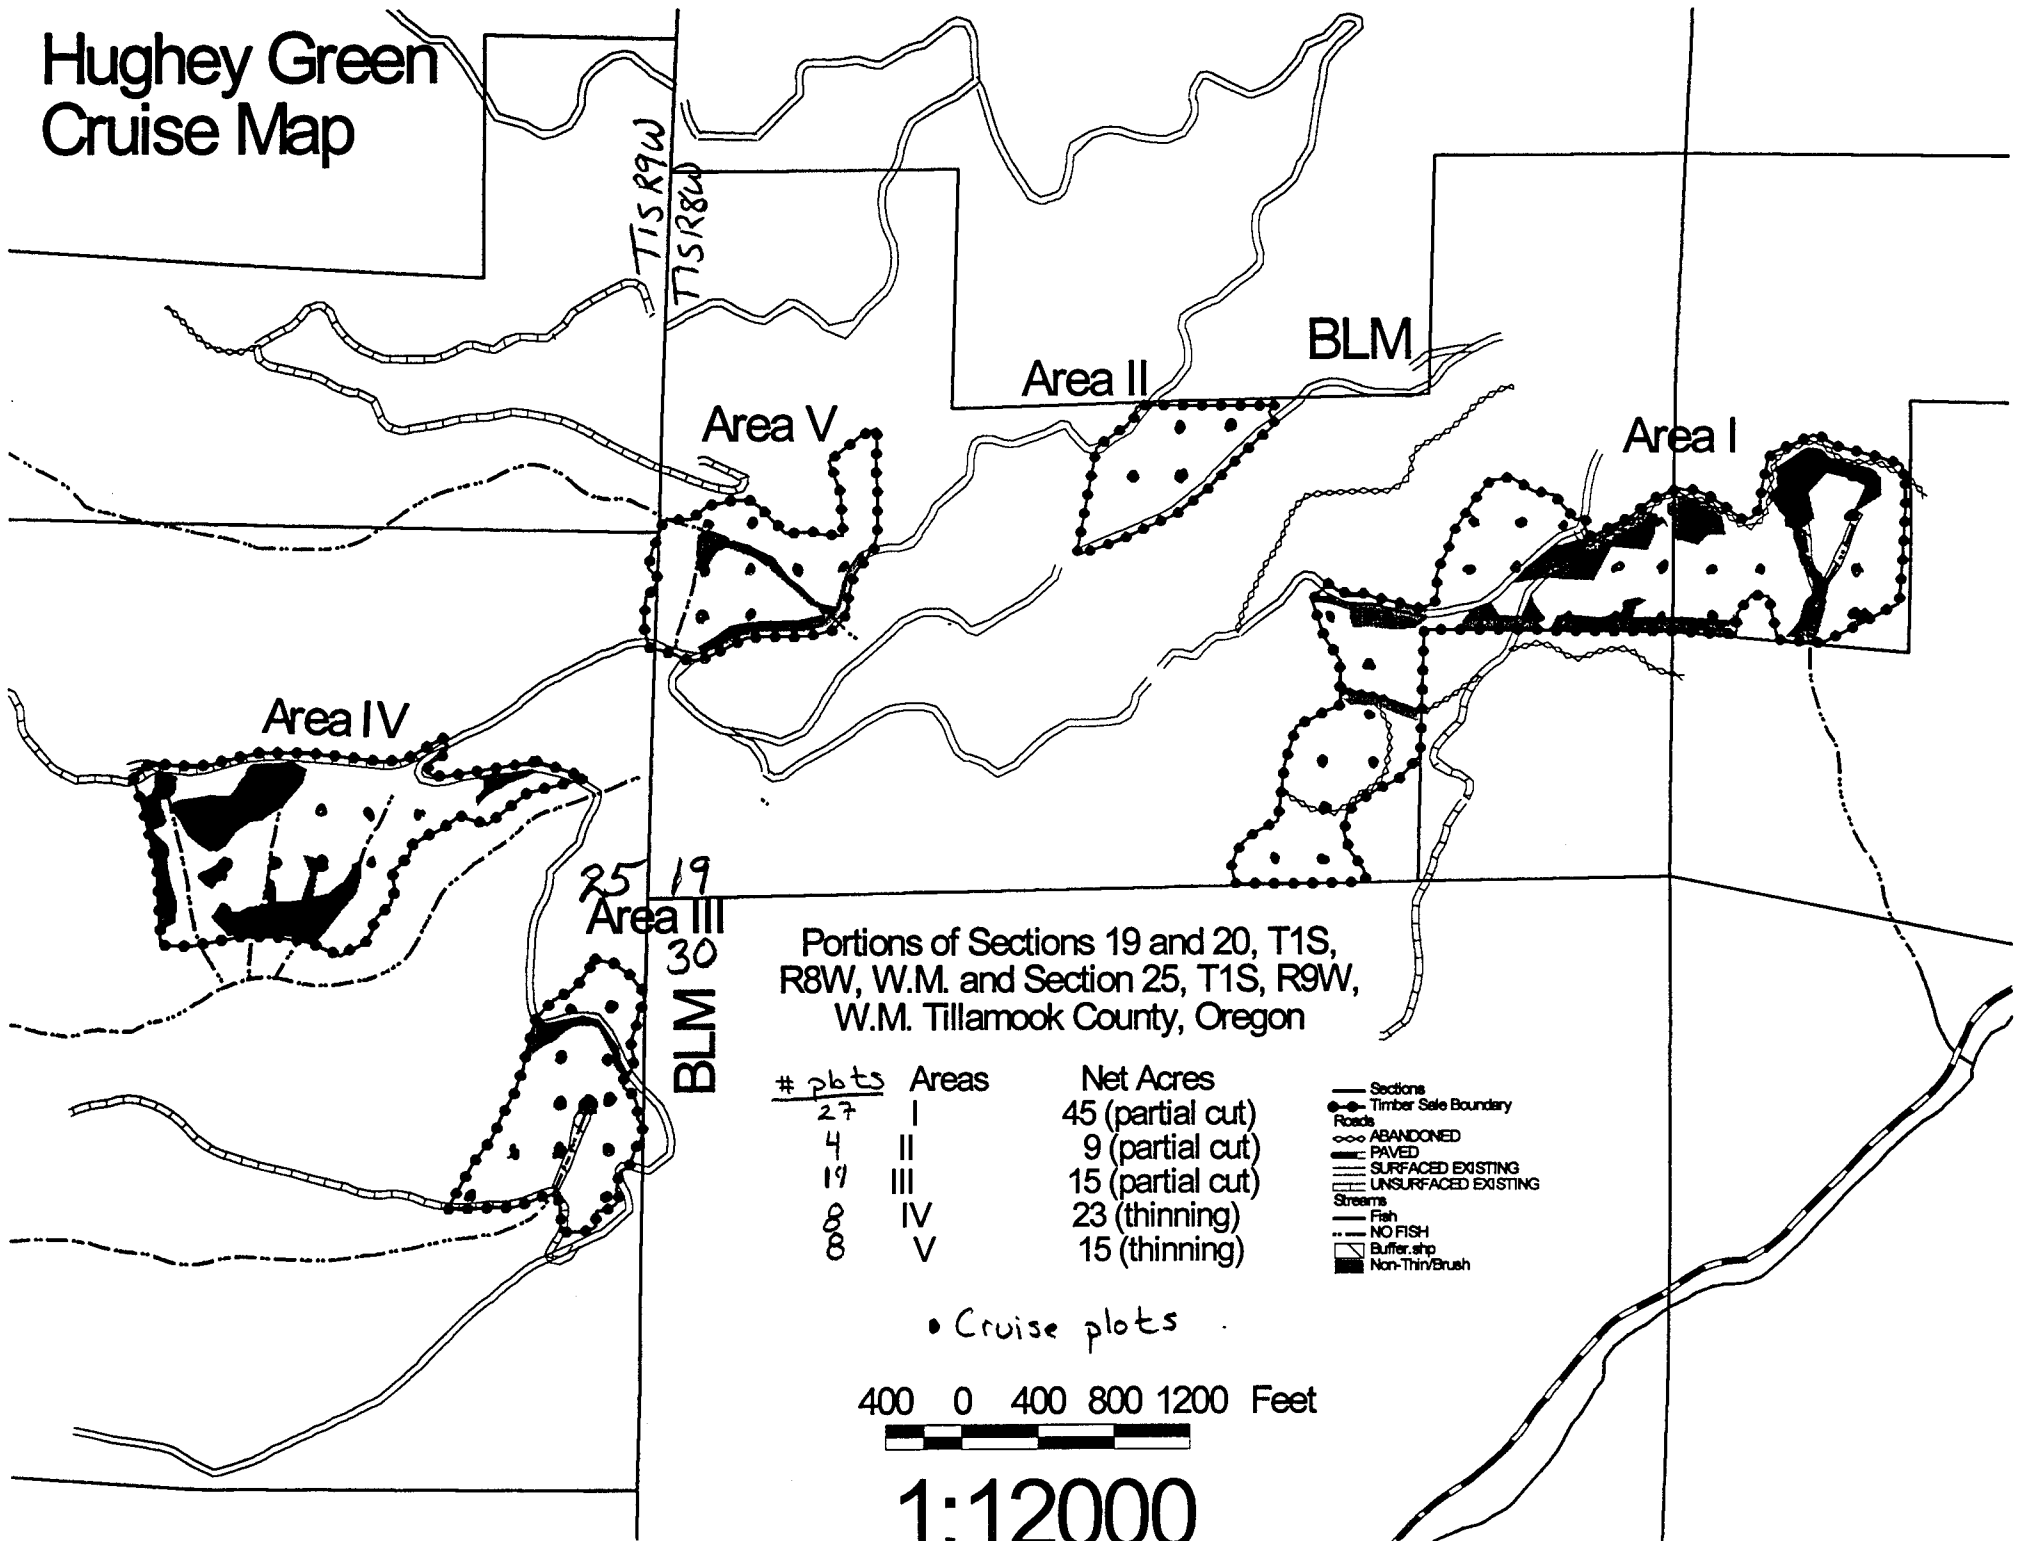 Hughey Green
Cruise Map
T1S R9W
T1S R8W
BLM
Area II
Area V
Area I
Area IV
25 19
Area III
30
BLM
Portions of Sections 19 and 20, T1S,
R8W, W.M. and Section 25, T1S, R9W,
W.M. Tillamook County, Oregon
# plots Areas Net Acres
27 I 45 (partial cut)
4 II 9 (partial cut)
III 15 (partial cut)
8 IV 23 (thinning)
8 V 15 (thinning)
Sections
Timber Sale Boundary
Roads
ABANDONED
PAVED
SURFACED EXISTING
UNSURFACED EXISTING
Streams
Fish
NO FISH
Buffer.shp
Non-Thin/Brush
• Cruise plots
400 0 400 800 1200 Feet
1:12000